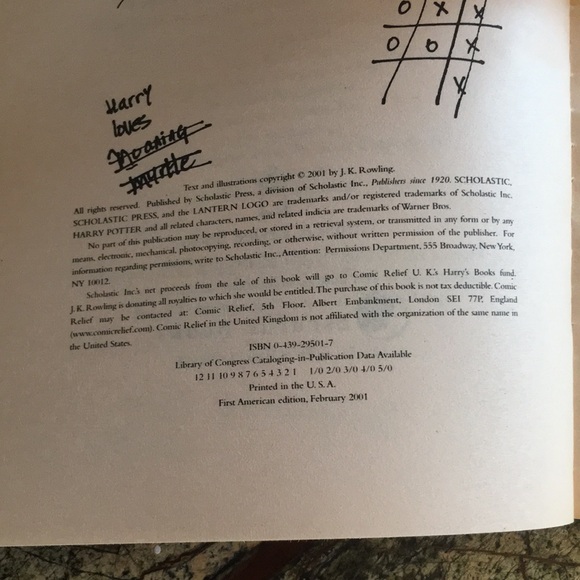 O X X
O O X
X
Harry
loves
Moaning
Myrtle
Text and illustrations copyright © 2001 by J. K. Rowling.
All rights reserved. Published by Scholastic Press, a division of Scholastic Inc., Publishers since 1920. SCHOLASTIC,
SCHOLASTIC PRESS, and the LANTERN LOGO are trademarks and/or registered trademarks of Scholastic Inc.
HARRY POTTER and all related characters, names, and related indicia are trademarks of Warner Bros.
No part of this publication may be reproduced, or stored in a retrieval system, or transmitted in any form or by any
means, electronic, mechanical, photocopying, recording, or otherwise, without written permission of the publisher. For
information regarding permissions, write to Scholastic Inc., Attention: Permissions Department, 555 Broadway, New York,
NY 10012.
Scholastic Inc.'s net proceeds from the sale of this book will go to Comic Relief U. K.'s Harry's Books fund.
J. K. Rowling is donating all royalties to which she would be entitled. The purchase of this book is not tax deductible. Comic
Relief may be contacted at: Comic Relief, 5th Floor, Albert Embankment, London SE1 77P, England
(www.comicrelief.com). Comic Relief in the United Kingdom is not affiliated with the organization of the same name in
the United States.
ISBN 0-439-29501-7
Library of Congress Cataloging-in-Publication Data Available
12 11 10 9 8 7 6 5 4 3 2 1 1/0 2/0 3/0 4/0 5/0
Printed in the U. S. A.
First American edition, February 2001